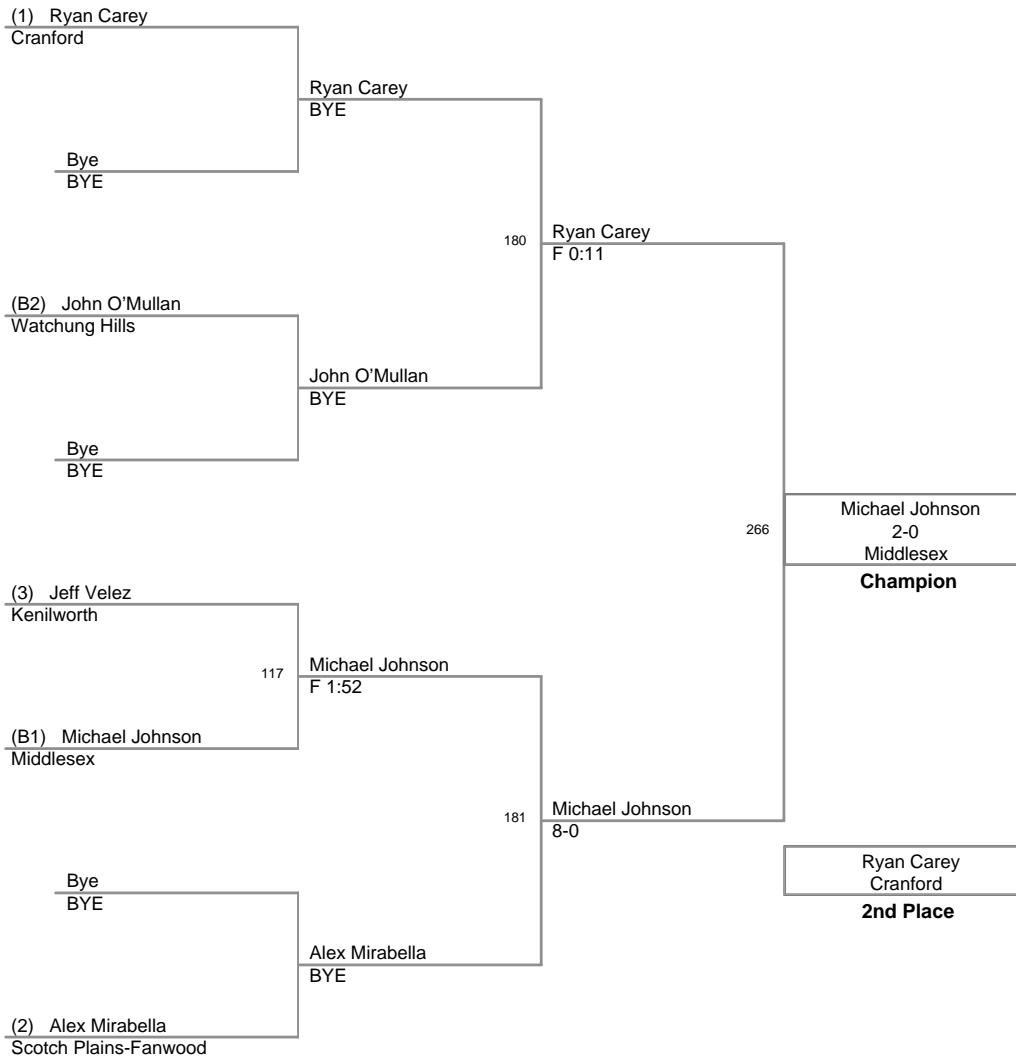 (1) Ryan Carey
Cranford
Ryan Carey
BYE
Bye
BYE
180
Ryan Carey
F 0:11
(B2) John O'Mullan
Watchung Hills
John O'Mullan
BYE
Bye
BYE
266
Michael Johnson
2-0
Middlesex
Champion
(3) Jeff Velez
Kenilworth
117
Michael Johnson
F 1:52
(B1) Michael Johnson
Middlesex
181
Michael Johnson
8-0
Bye
BYE
Ryan Carey
Cranford
2nd Place
Alex Mirabella
BYE
(2) Alex Mirabella
Scotch Plains-Fanwood